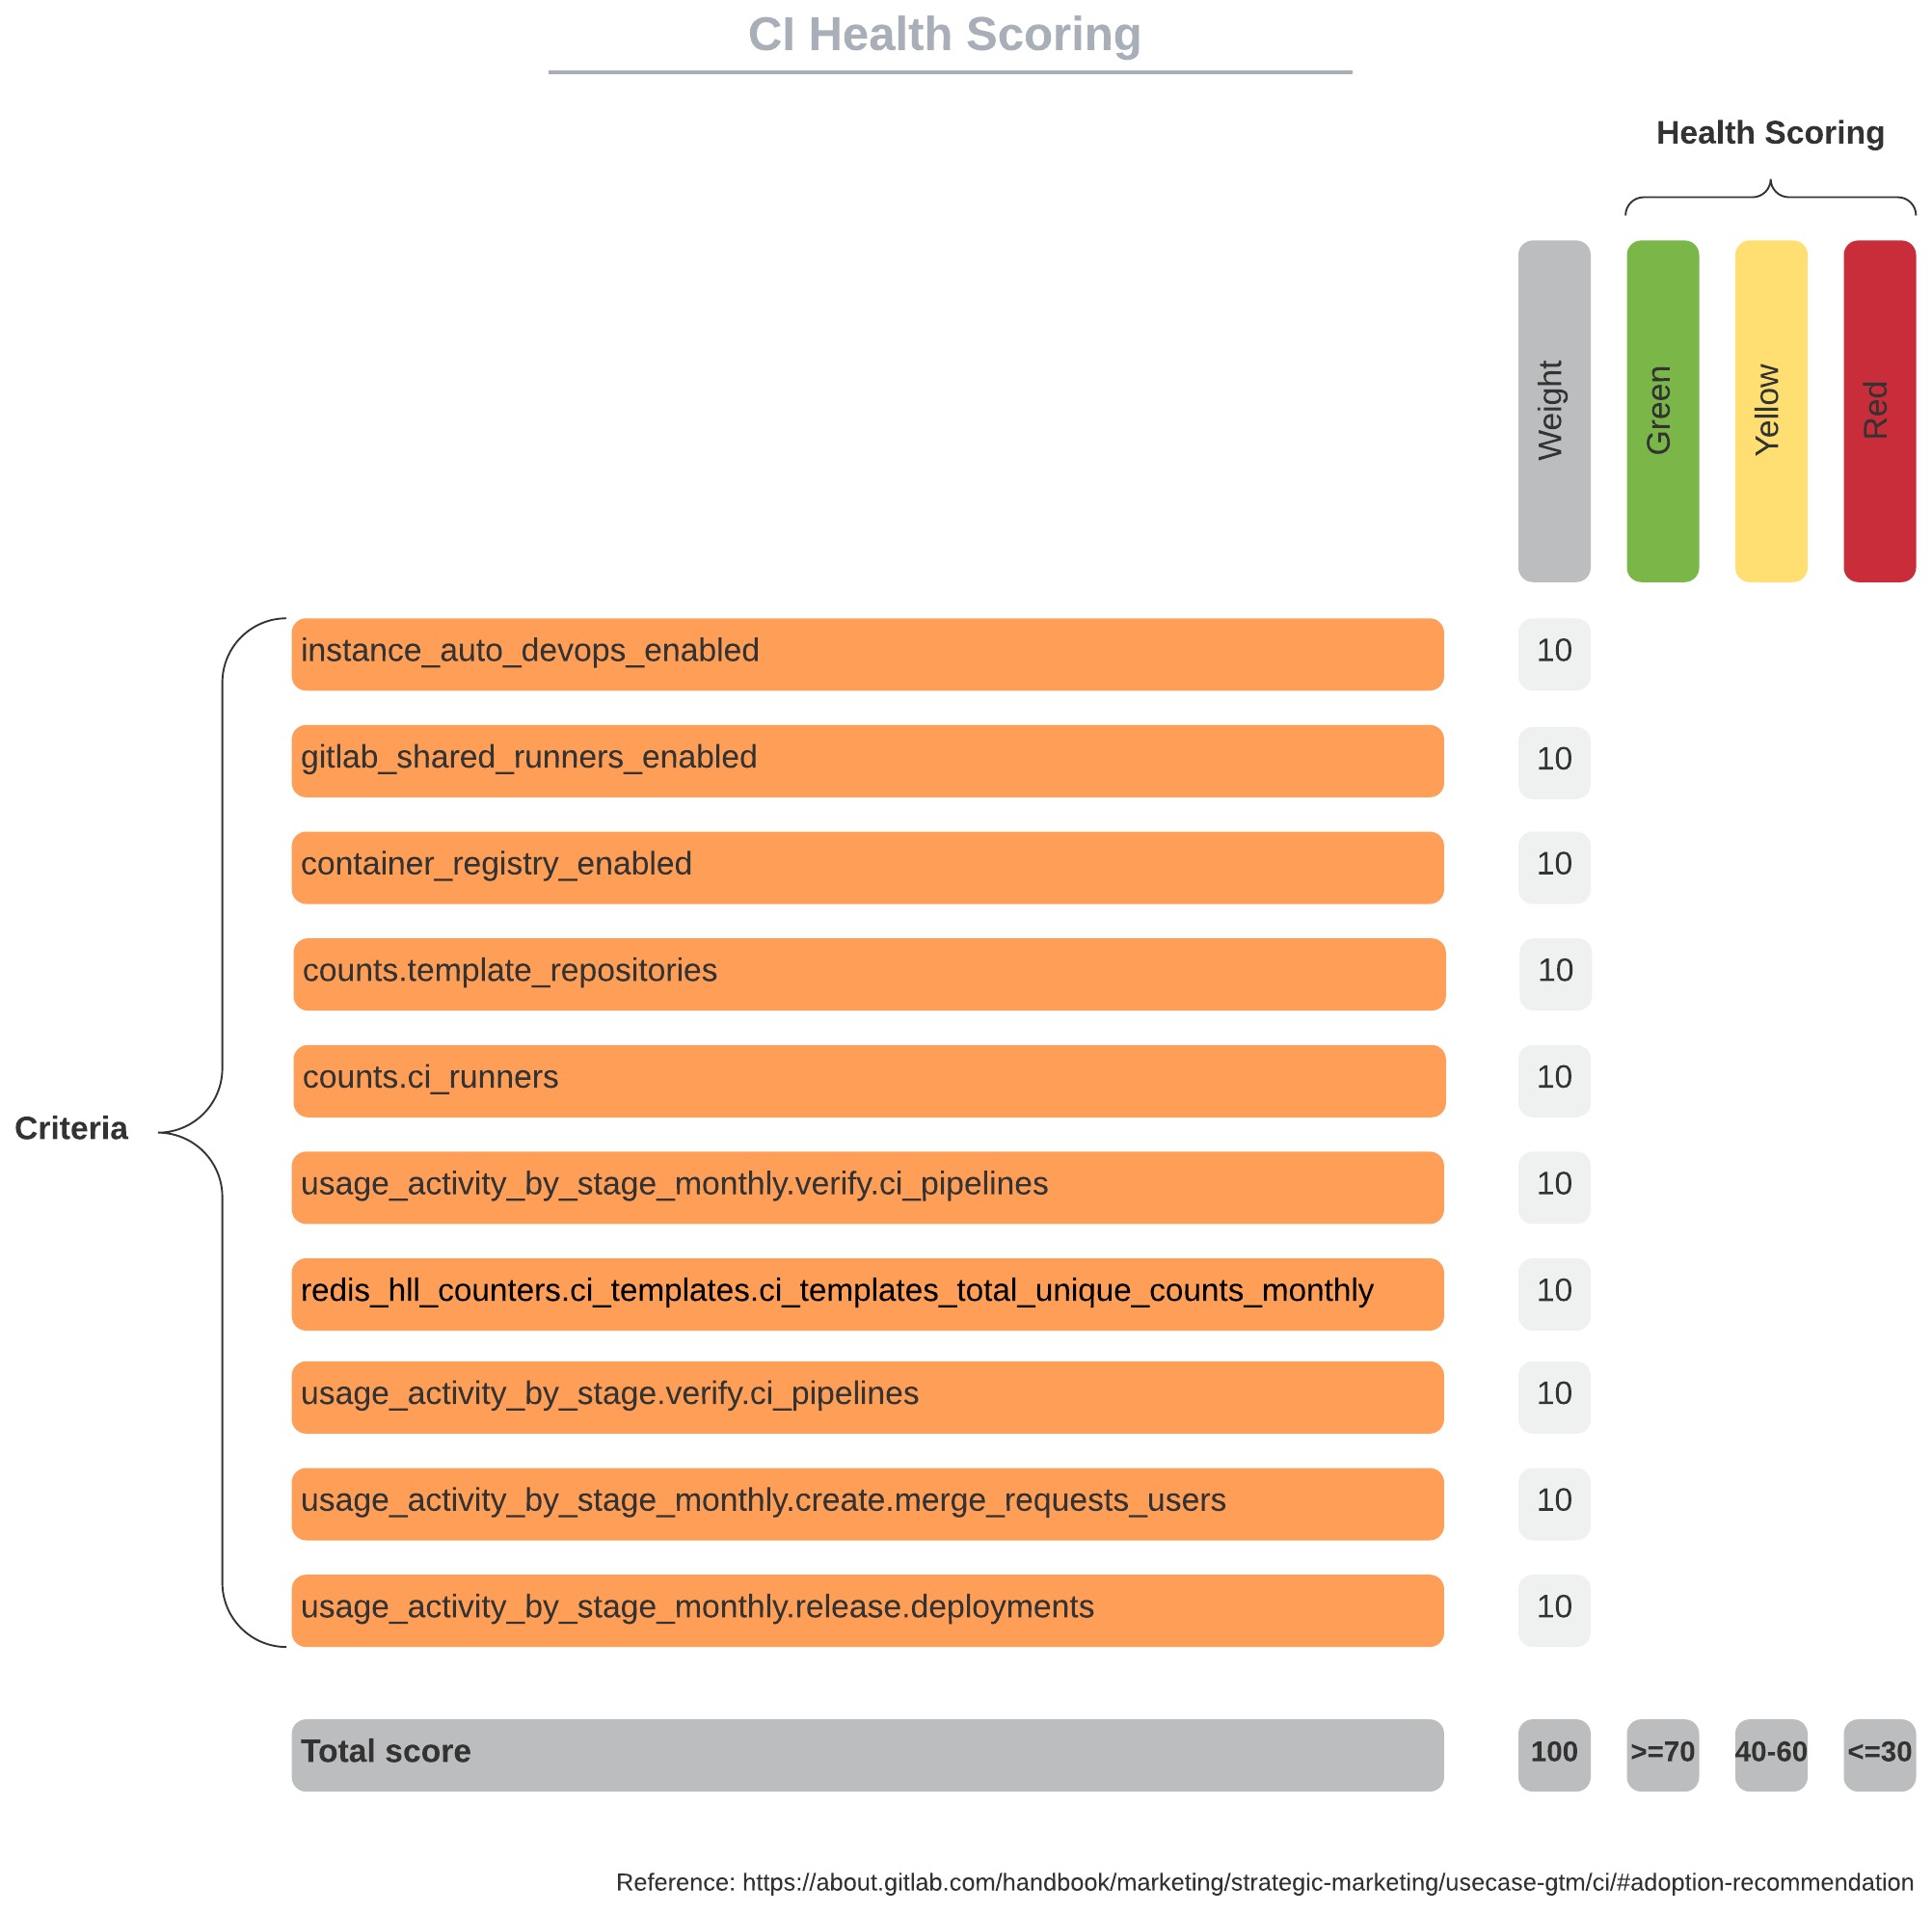 CI Health Scoring
Health Scoring
Weight
Green
Yellow
Red
instance_auto_devops_enabled 10
gitlab_shared_runners_enabled 10
container_registry_enabled 10
counts.template_repositories 10
counts.ci_runners 10
Criteria
usage_activity_by_stage_monthly.verify.ci_pipelines 10
redis_hll_counters.ci_templates.ci_templates_total_unique_counts_monthly 10
usage_activity_by_stage.verify.ci_pipelines 10
usage_activity_by_stage_monthly.create.merge_requests_users 10
usage_activity_by_stage_monthly.release.deployments 10
Total score 100 >=70 40-60 <=30
Reference: https://about.gitlab.com/handbook/marketing/strategic-marketing/usecase-gtm/ci/#adoption-recommendation